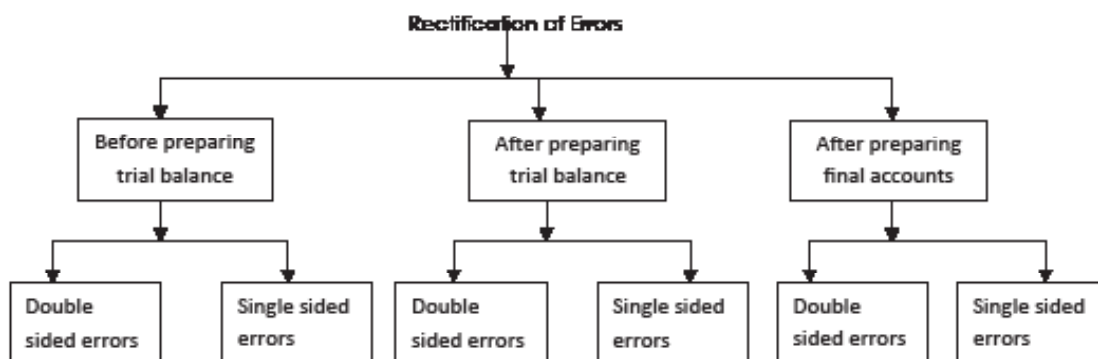 Rectification of Errors
Before preparing
trial balance
After preparing
trial balance
After preparing
final accounts
Double
sided errors
Single sided
errors
Double
sided errors
Single sided
errors
Double
sided errors
Single sided
errors